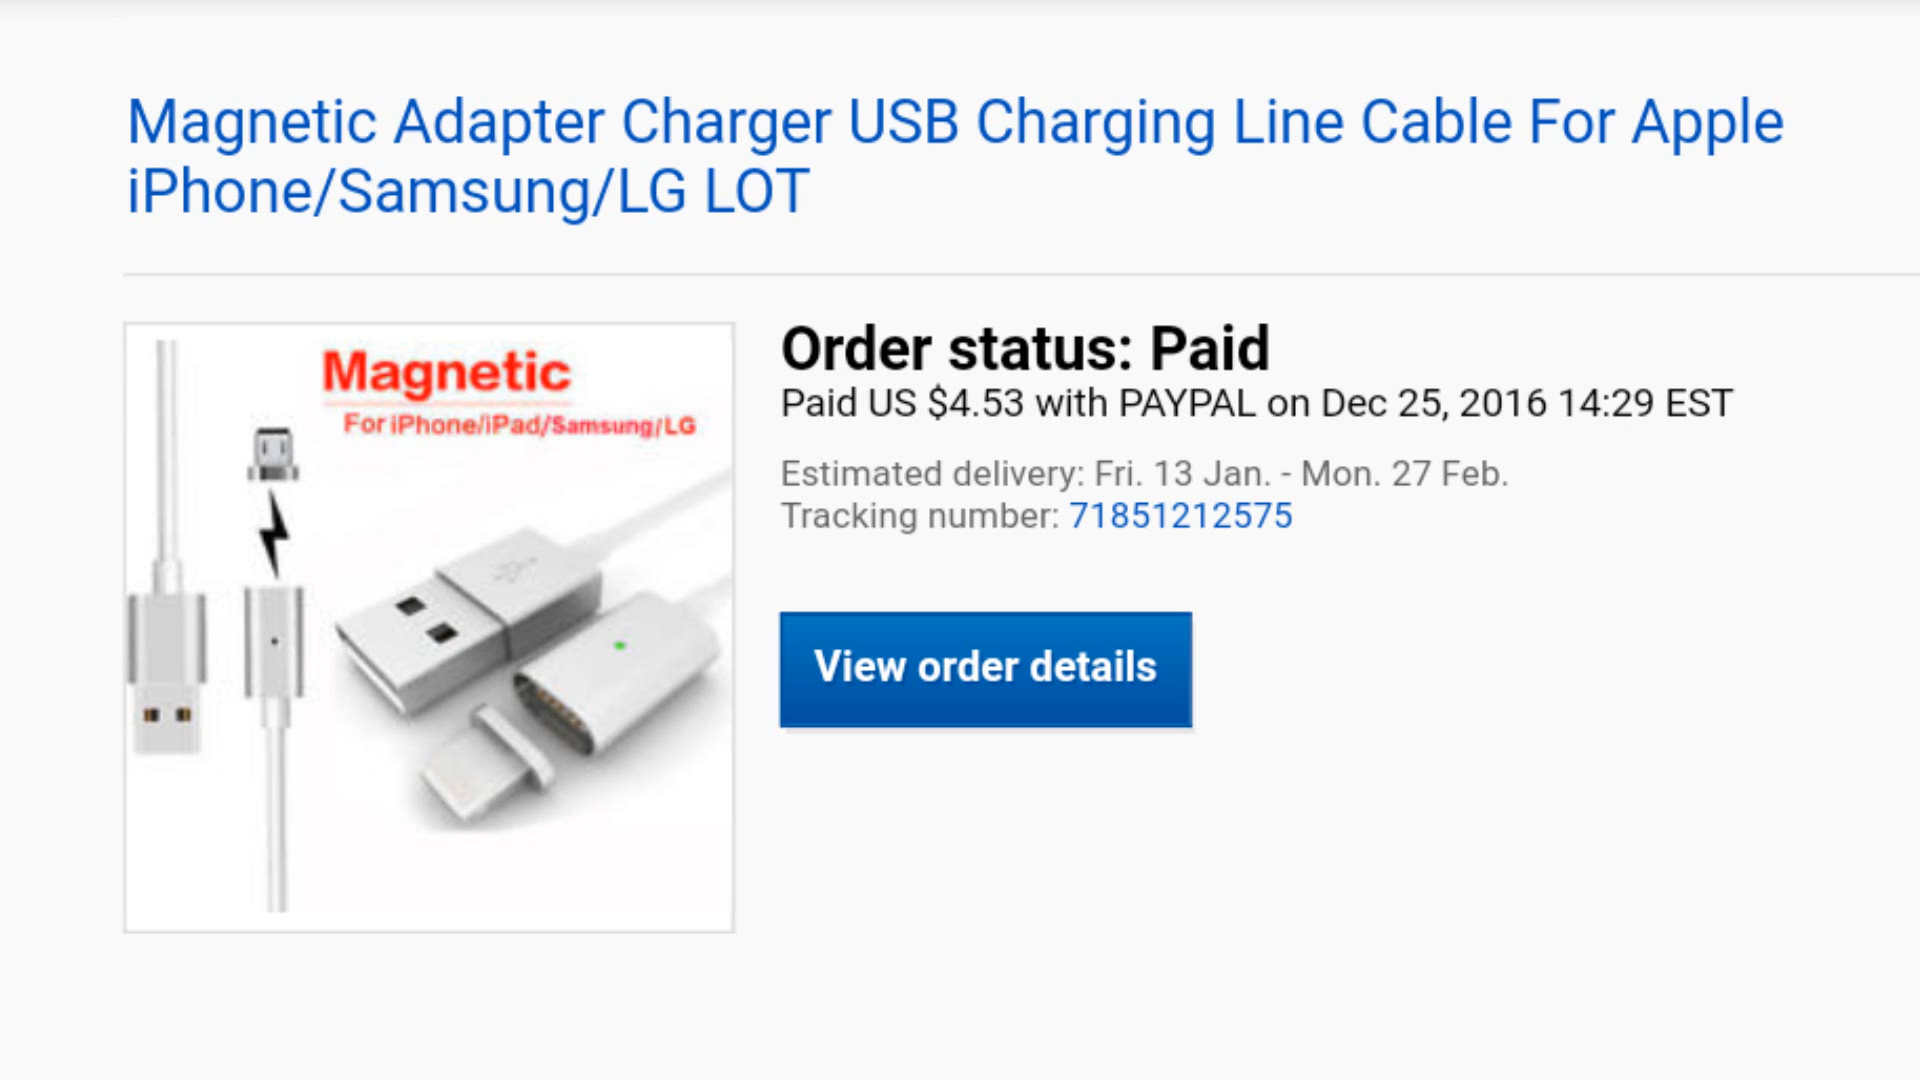 Magnetic Adapter Charger USB Charging Line Cable For Apple
iPhone/Samsung/LG LOT
Magnetic
For iPhone/iPad/Samsung/LG
Order status: Paid
Paid US $4.53 with PAYPAL on Dec 25, 2016 14:29 EST
Estimated delivery: Fri. 13 Jan. - Mon. 27 Feb.
Tracking number: 71851212575
View order details